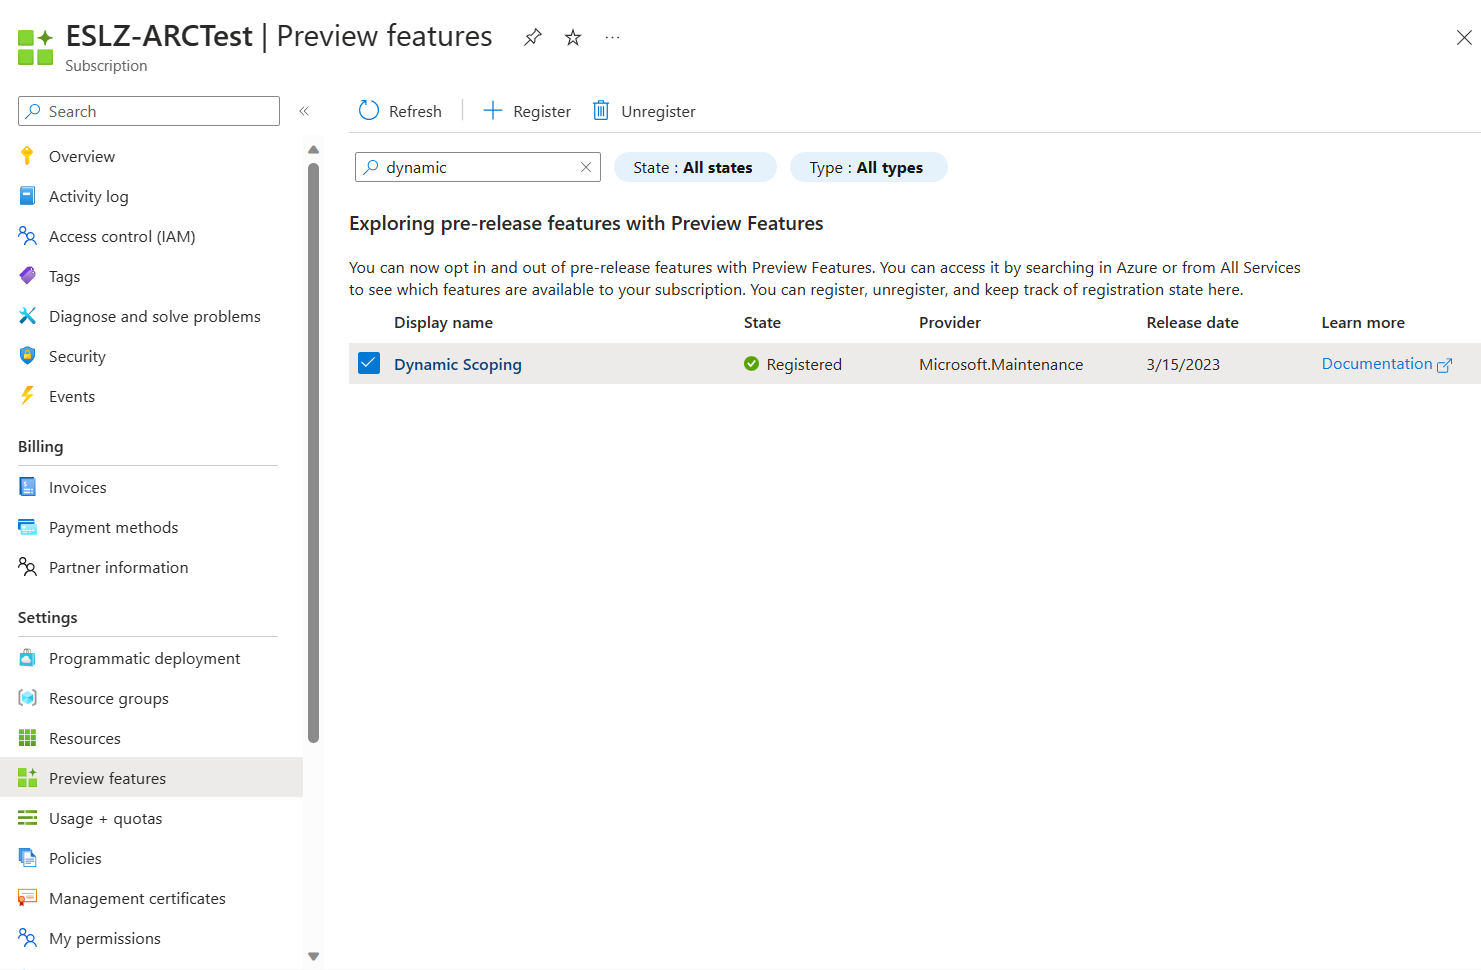 ESLZ-ARCTest | Preview features
Subscription
Search
Overview
Activity log
Access control (IAM)
Tags
Diagnose and solve problems
Security
Events
Billing
Invoices
Payment methods
Partner information
Settings
Programmatic deployment
Resource groups
Resources
Preview features
Usage + quotas
Policies
Management certificates
My permissions
Refresh | Register Unregister
dynamic State : All states Type : All types
Exploring pre-release features with Preview Features
You can now opt in and out of pre-release features with Preview Features. You can access it by searching in Azure or from All Services
to see which features are available to your subscription. You can register, unregister, and keep track of registration state here.
Display name State Provider Release date Learn more
Dynamic Scoping Registered Microsoft.Maintenance 3/15/2023 Documentation